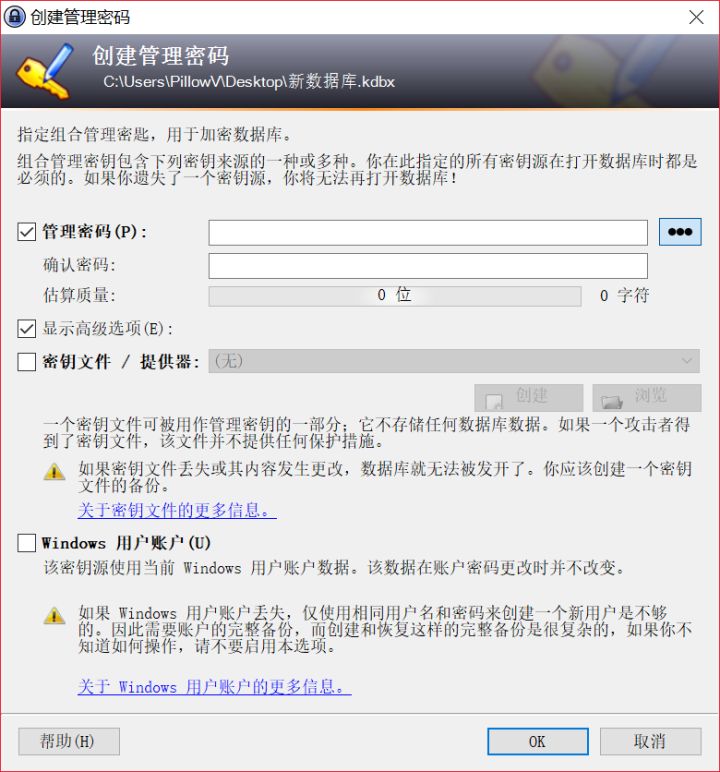 创建管理密码
创建管理密码
C:\Users\PillowV\Desktop\新数据库.kdbx
指定组合管理密匙，用于加密数据库。
组合管理密钥包含下列密钥来源的一种或多种。你在此指定的所有密钥源在打开数据库时都是
必须的。如果你遗失了一个密钥源，你将无法再打开数据库！
管理密码(P):
确认密码:
估算质量: 0 位 0 字符
显示高级选项(E):
密钥文件 / 提供器: (无)
创建 浏览
一个密钥文件可被用作管理密钥的一部分；它不存储任何数据库数据。如果一个攻击者得
到了密钥文件，该文件并不提供任何保护措施。
如果密钥文件丢失或其内容发生更改，数据库就无法被发开了。你应该创建一个密钥
文件的备份。
关于密钥文件的更多信息。
Windows 用户账户(U)
该密钥源使用当前 Windows 用户账户数据。该数据在账户密码更改时并不改变。
如果 Windows 用户账户丢失，仅使用相同用户名和密码来创建一个新用户是不够
的。因此需要账户的完整备份，而创建和恢复这样的完整备份是很复杂的，如果你不
知道如何操作，请不要启用本选项。
关于 Windows 用户账户的更多信息。
帮助(H) OK 取消